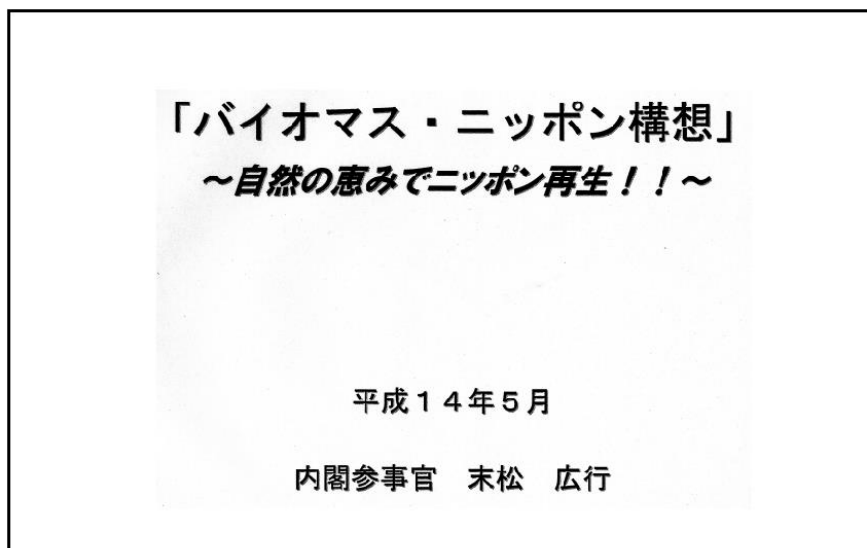 「バイオマス・ニッポン構想」
～自然の恵みでニッポン再生！！～
平成１４年５月
内閣参事官　末松　広行